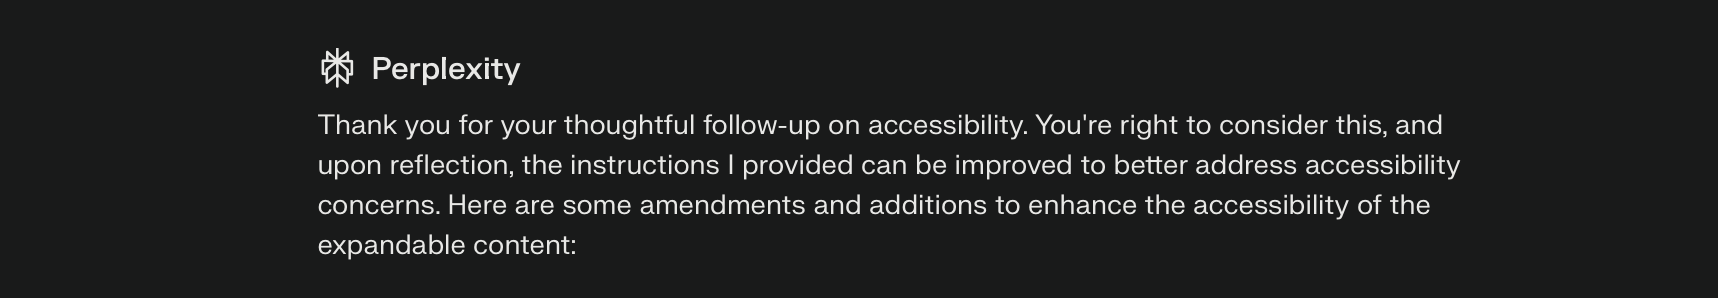 Perplexity
Thank you for your thoughtful follow-up on accessibility. You're right to consider this, and
upon reflection, the instructions I provided can be improved to better address accessibility
concerns. Here are some amendments and additions to enhance the accessibility of the
expandable content: